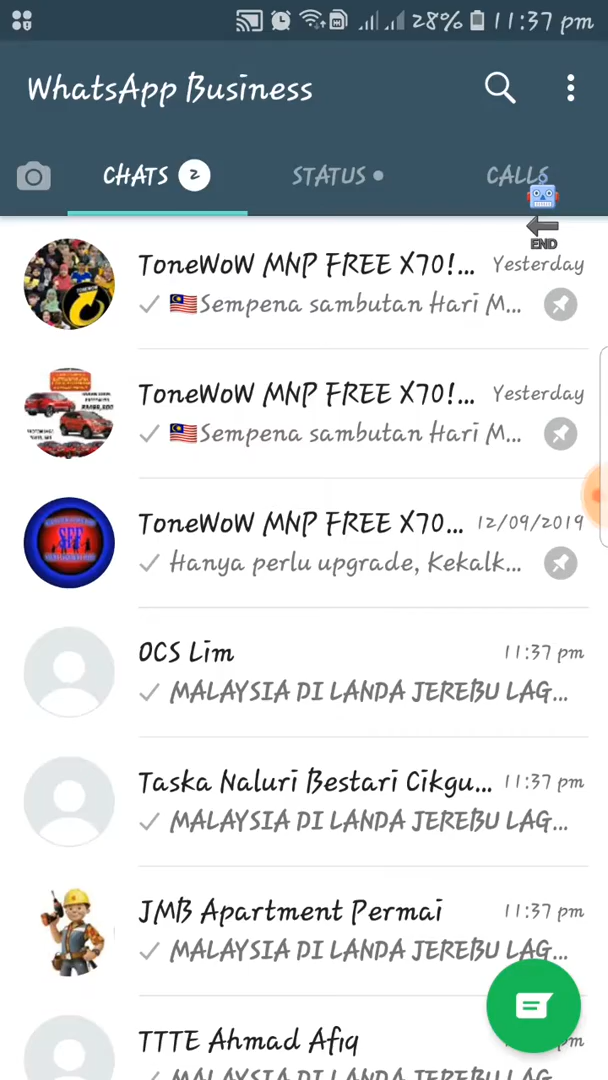 28% 11:37 pm
WhatsApp Business
CHATS 2 STATUS CALLS
END
ToneWoW MNP FREE X70!... Yesterday
Sempena sambutan Hari M...
ToneWoW MNP FREE X70!... Yesterday
Sempena sambutan Hari M...
ToneWoW MNP FREE X70... 12/09/2019
Hanya perlu upgrade, Kekalk...
OCS Lim 11:37 pm
MALAYSIA DI LANDA JEREBU LAG...
Taska Naluri Bestari Cikgu... 11:37 pm
MALAYSIA DI LANDA JEREBU LAG...
JMB Apartment Permai 11:37 pm
MALAYSIA DI LANDA JEREBU LAG...
TTTE Ahmad Afiq pm